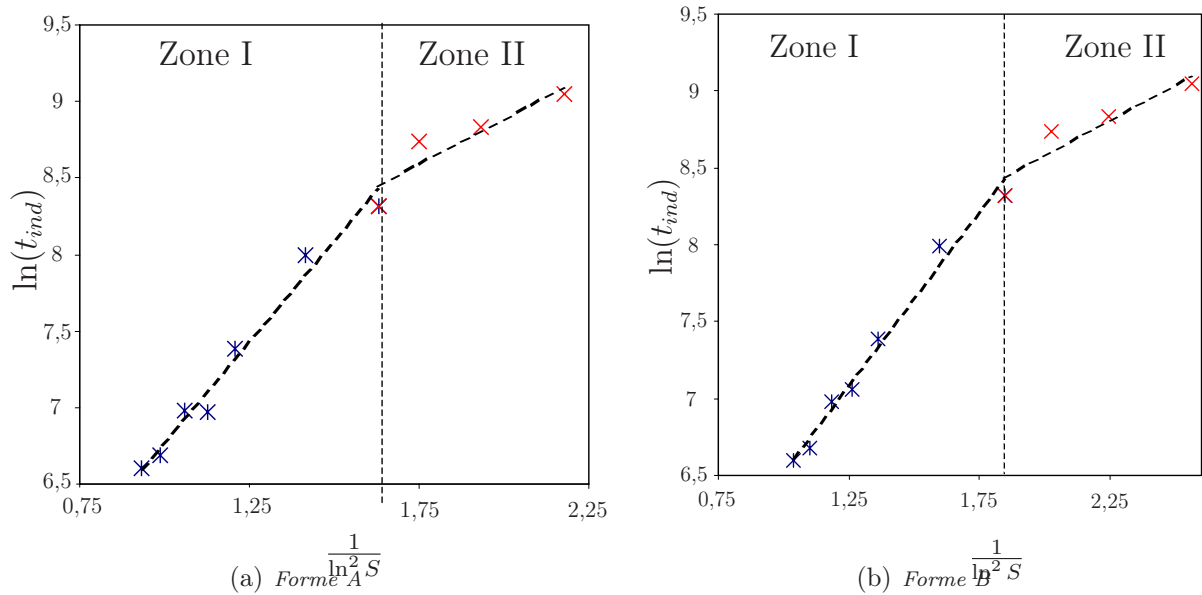 9,5
9
8,5
8
7,5
7
6,5
ln(t_ind)
Zone I
Zone II
0,75
1,25
1,75
2,25
1/ln² S
(a) Forme A
9,5
9
8,5
8
7,5
7
6,5
ln(t_ind)
Zone I
Zone II
0,75
1,25
1,75
2,25
1/ln² S
(b) Forme B